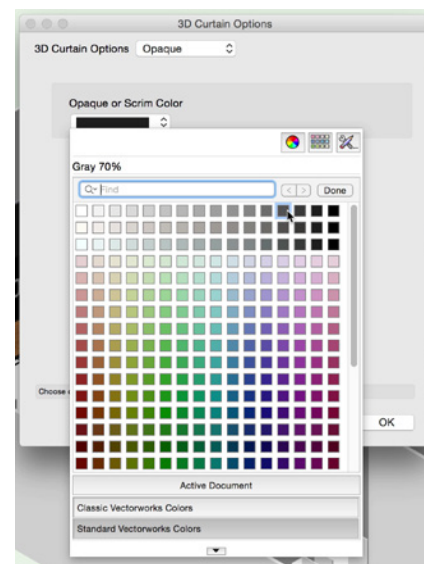 3D Curtain Options
3D Curtain Options Opaque
Opaque or Scrim Color
Gray 70%
Find
Done
Choose
OK
Active Document
Classic Vectorworks Colors
Standard Vectorworks Colors